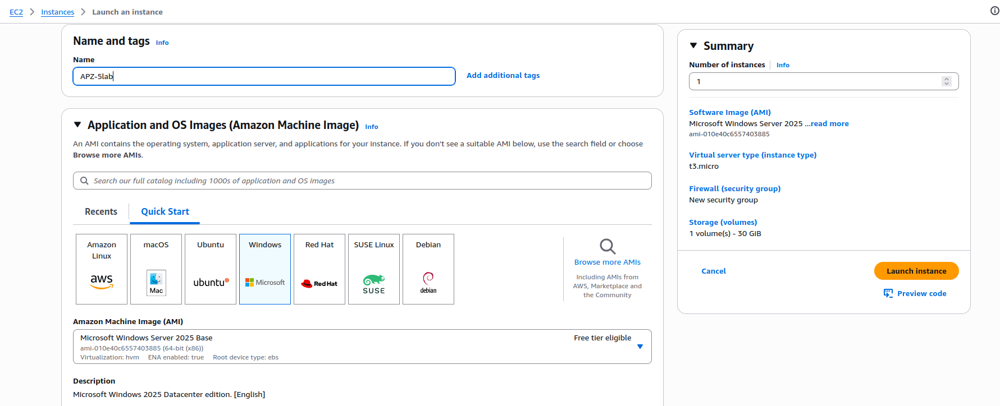 EC2 > Instances > Launch an instance
Name and tags Info
Name
APZ-5lab
Add additional tags
Application and OS Images (Amazon Machine Image) Info
An AMI contains the operating system, application server, and applications for your instance. If you don't see a suitable AMI below, use the search field or choose
Browse more AMIs.
Search our full catalog including 1000s of application and OS images
Recents
Quick Start
Amazon
Linux
aws
macOS
Mac
Ubuntu
ubuntu
Windows
Microsoft
Red Hat
Red Hat
SUSE Linux
SUSE
Debian
debian
Browse more AMIs
Including AMIs from
AWS, Marketplace and
the Community
Amazon Machine Image (AMI)
Microsoft Windows Server 2025 Base
Free tier eligible
ami-010e40c6557403885 (64-bit (x86))
Virtualization: hvm ENA enabled: true Root device type: ebs
Description
Microsoft Windows 2025 Datacenter edition. [English]
Summary
Number of instances Info
1
Software Image (AMI)
Microsoft Windows Server 2025 ...read more
ami-010e40c6557403885
Virtual server type (instance type)
t3.micro
Firewall (security group)
New security group
Storage (volumes)
1 volume(s) - 30 GiB
Cancel
Launch instance
Preview code